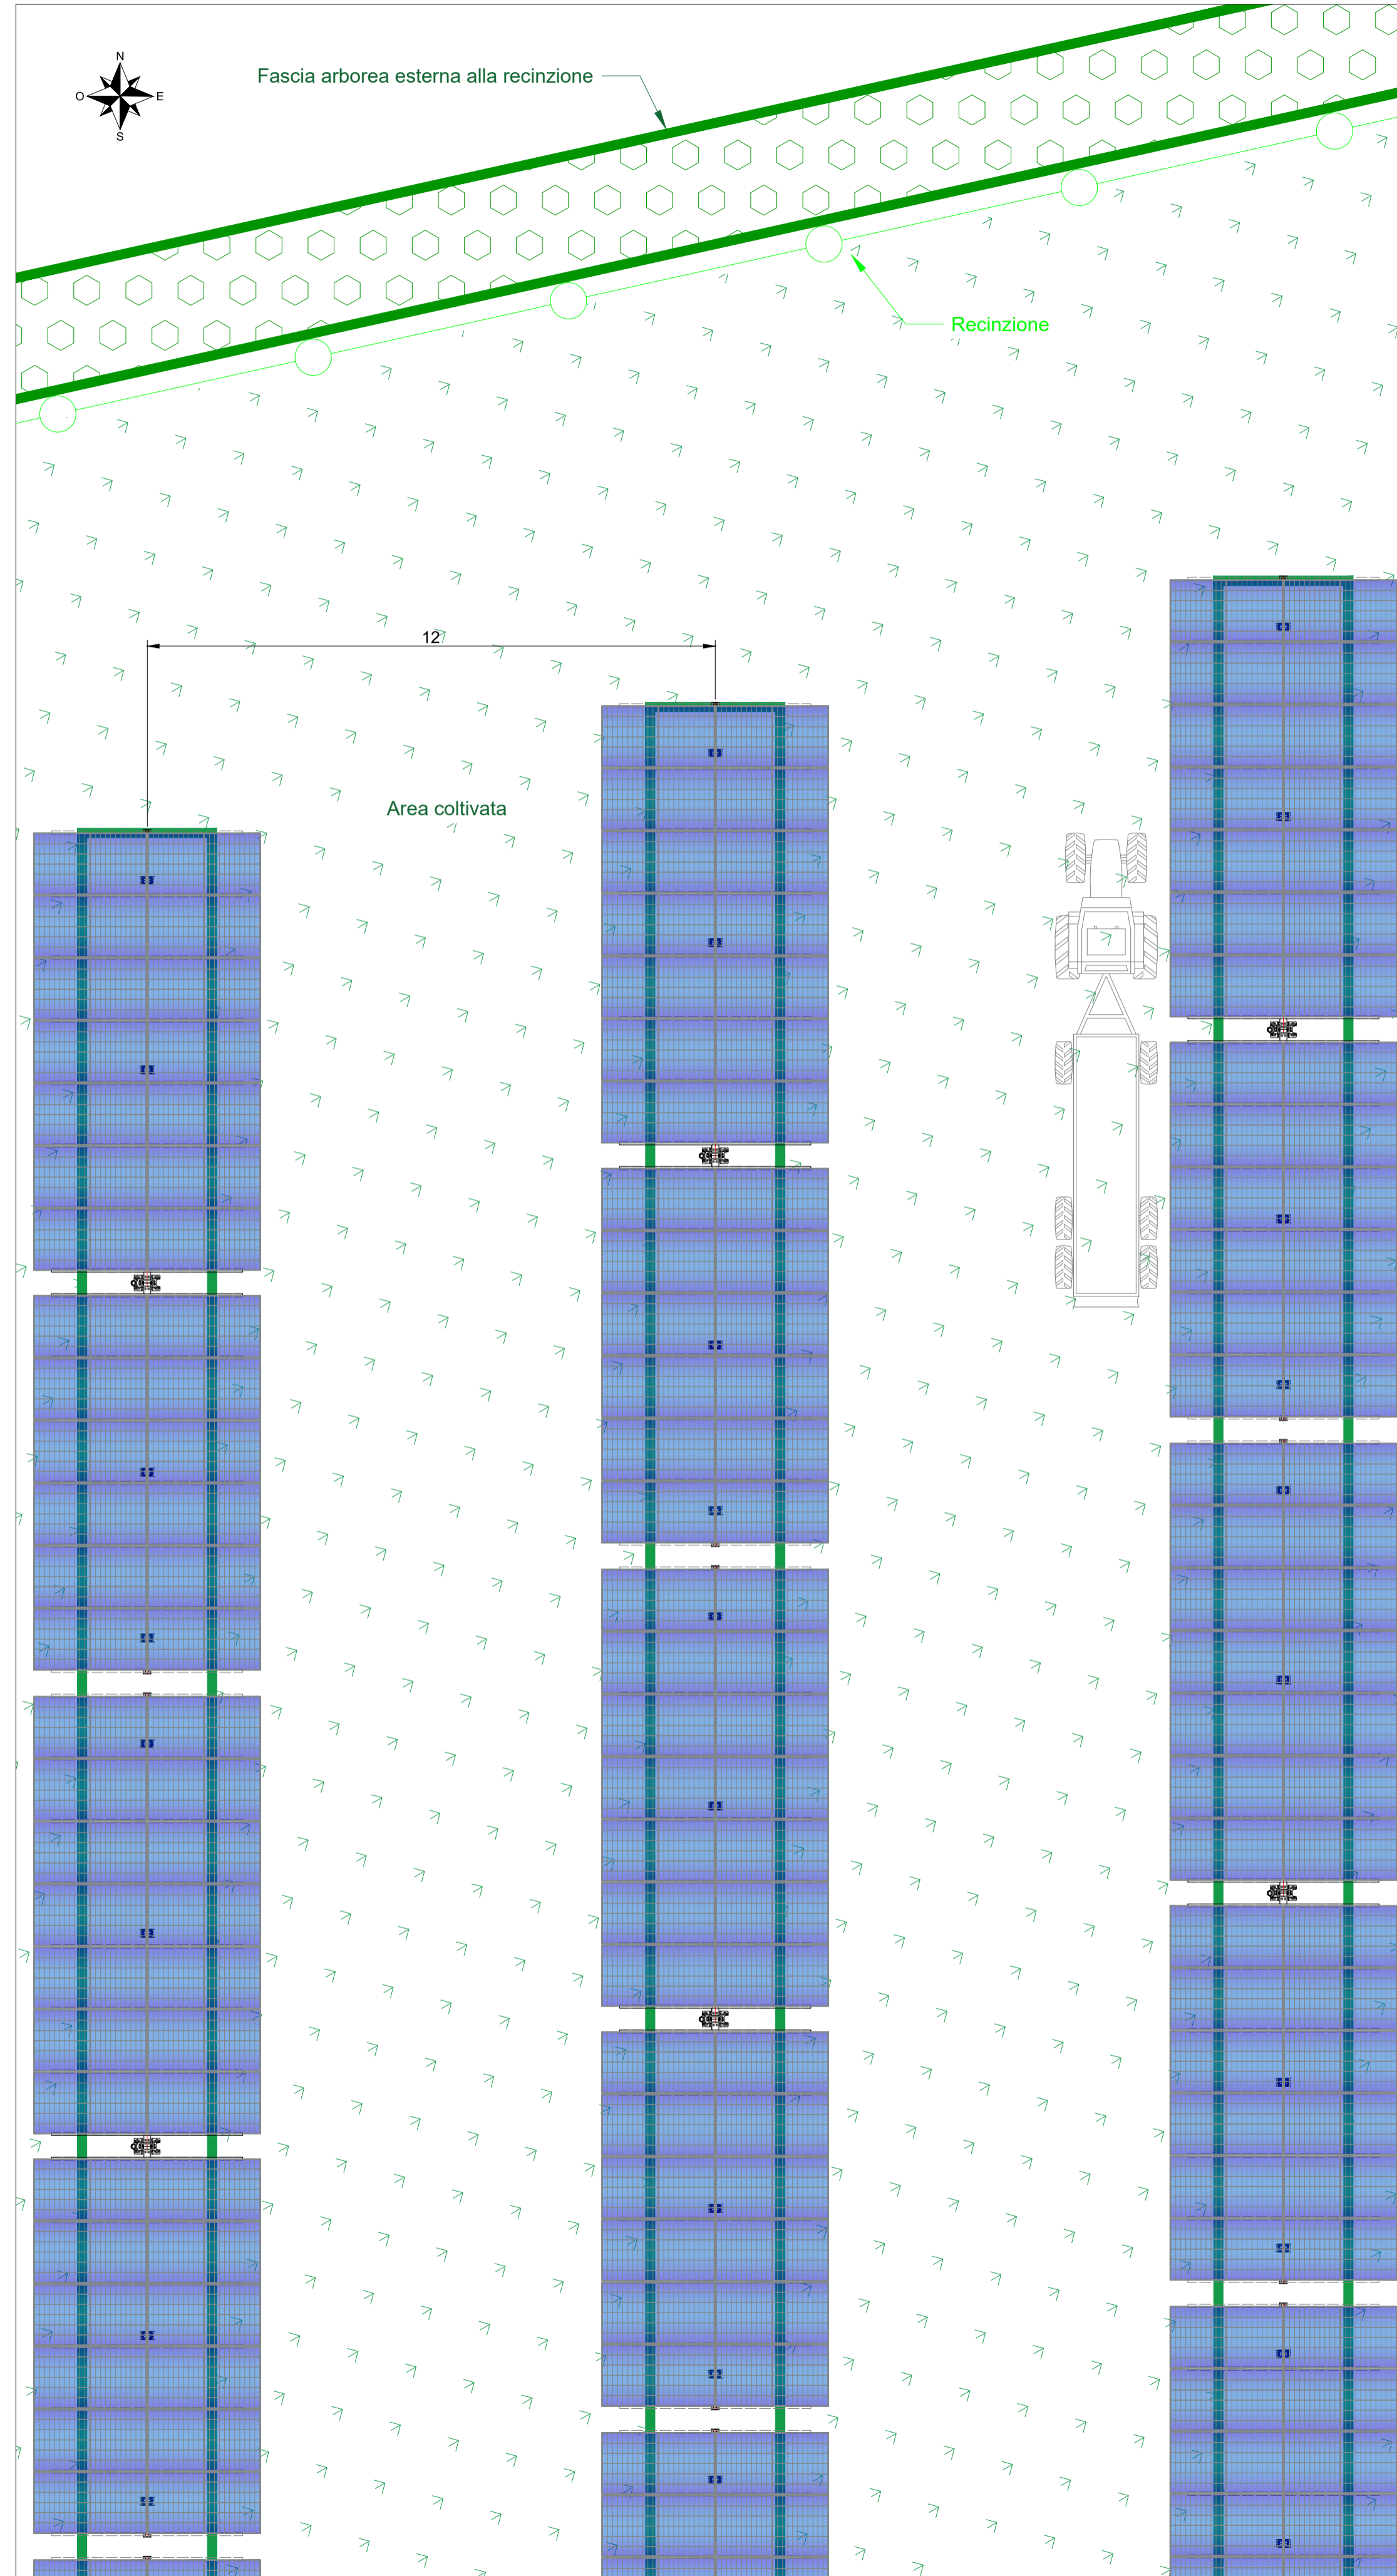 N
Fascia arborea esterna alla recinzione
O
E
S
Recinzione
12
Area coltivata